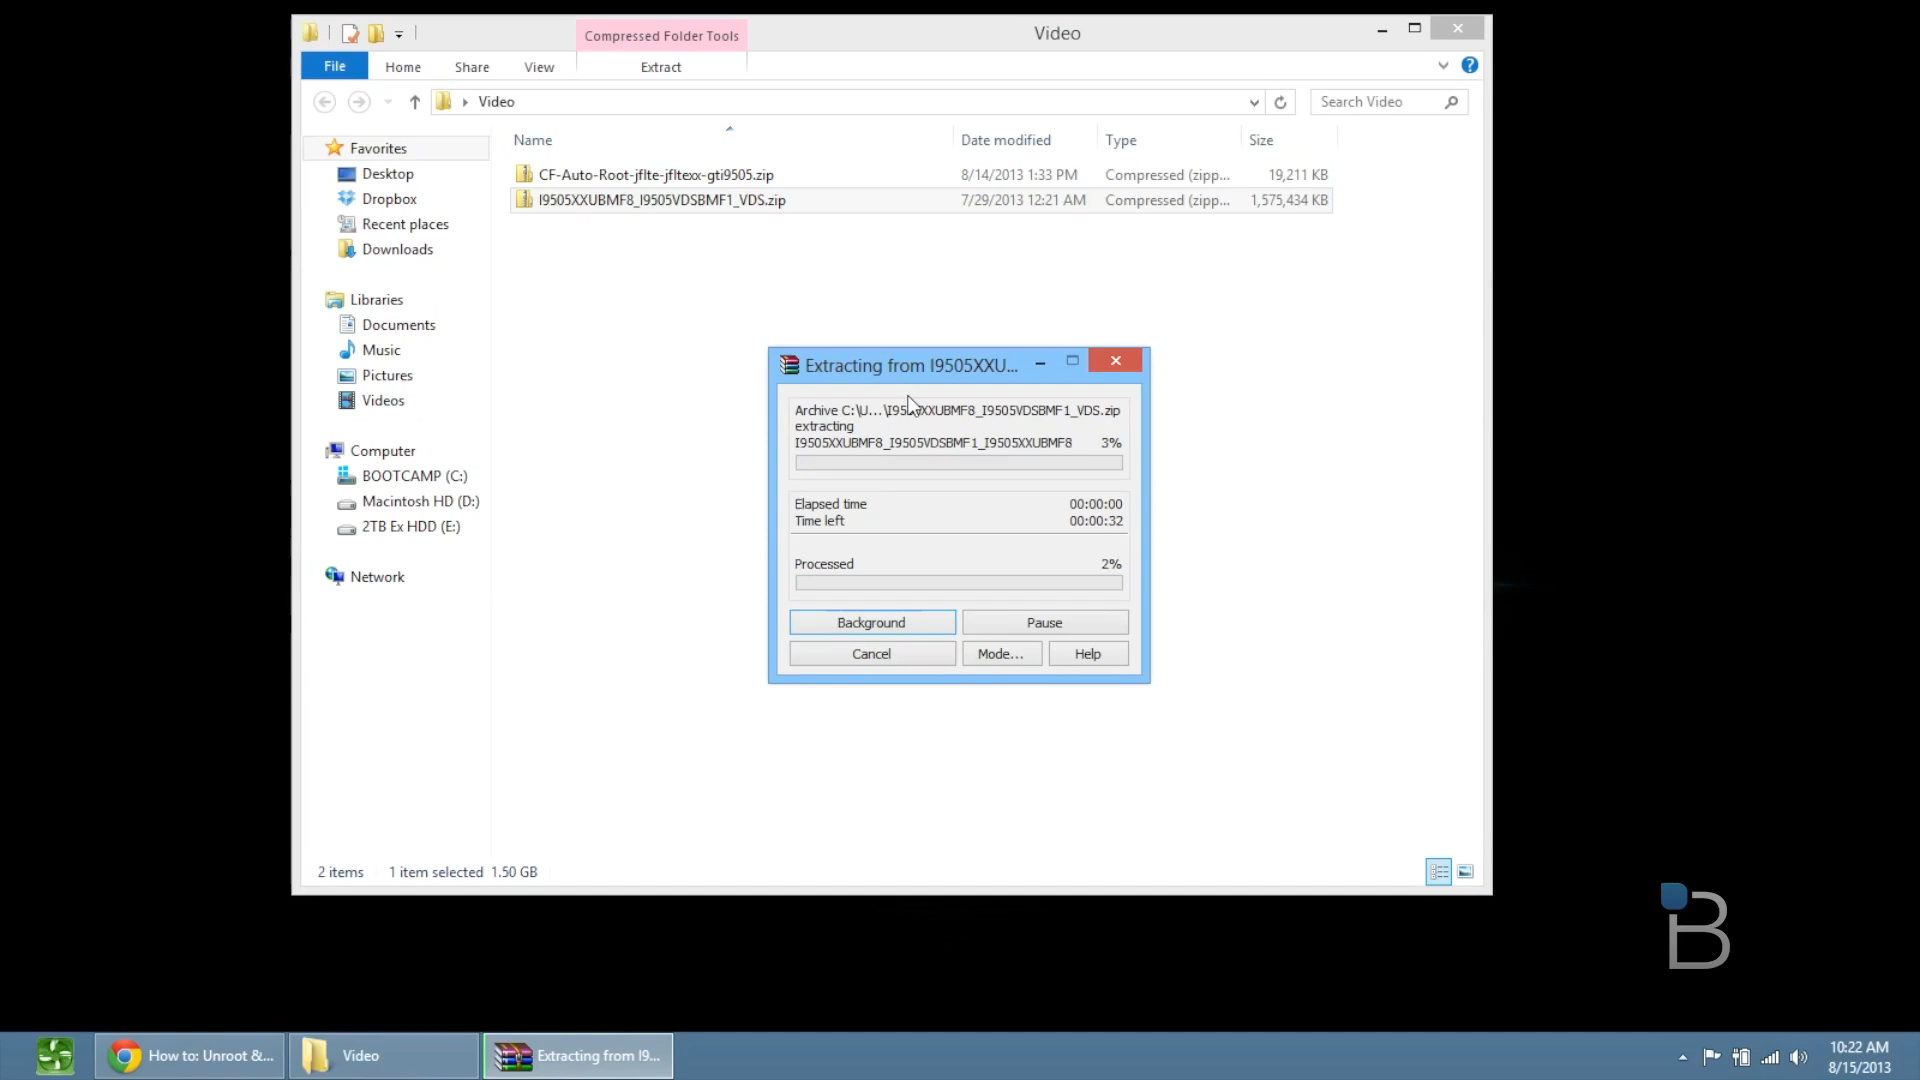 Compressed Folder Tools
Video
File
Home
Share
View
Extract
Video
Search Video
Name
Date modified
Type
Size
CF-Auto-Root-jflte-jfltexx-gti9505.zip
8/14/2013 1:33 PM
Compressed (zipp...
19,211 KB
I9505XXUBMF8_I9505VDSBMF1_VDS.zip
7/29/2013 12:21 AM
Compressed (zipp...
1,575,434 KB
Favorites
Desktop
Dropbox
Recent places
Downloads
Libraries
Documents
Music
Pictures
Videos
Computer
BOOTCAMP (C:)
Macintosh HD (D:)
2TB Ex HDD (E:)
Network
Extracting from I9505XXU...
Archive C:\U...\I9505XXUBMF8_I9505VDSBMF1_VDS.zip
extracting
I9505XXUBMF8_I9505VDSBMF1_I9505XXUBMF8 3%
Elapsed time 00:00:00
Time left 00:00:32
Processed 2%
Background
Pause
Cancel
Mode...
Help
2 items
1 item selected 1.50 GB
B
How to: Unroot &...
Video
Extracting from I9...
10:22 AM
8/15/2013